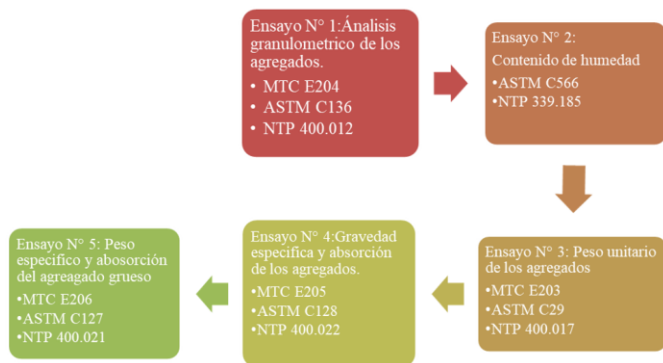 Ensayo N° 1:Ánalisis
granulometrico de los
agregados.
• MTC E204
• ASTM C136
• NTP 400.012
Ensayo N° 2:
Contenido de humedad
•ASTM C566
•NTP 339.185
Ensayo N° 3: Peso unitario
de los agregados
•MTC E203
•ASTM C29
•NTP 400.017
Ensayo N° 4:Gravedad
especifica y absorción
de los agregados.
•MTC E205
•ASTM C128
•NTP 400.022
Ensayo N° 5: Peso
especifico y abosorción
del agreagado grueso
•MTC E206
•ASTM C127
•NTP 400.021